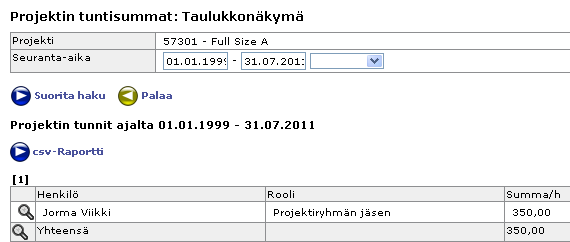 Projektin tuntisummat: Taulukkonäkymä
Projekti 57301 - Full Size A
Seuranta-aika 01.01.1999 - 31.07.2011
Suorita haku Palaa
Projektin tunnit ajalta 01.01.1999 - 31.07.2011
csv-Raportti
[1]
Henkilö Rooli Summa/h
Jorma Viikki Projektiryhmän jäsen 350,00
Yhteensä 350,00